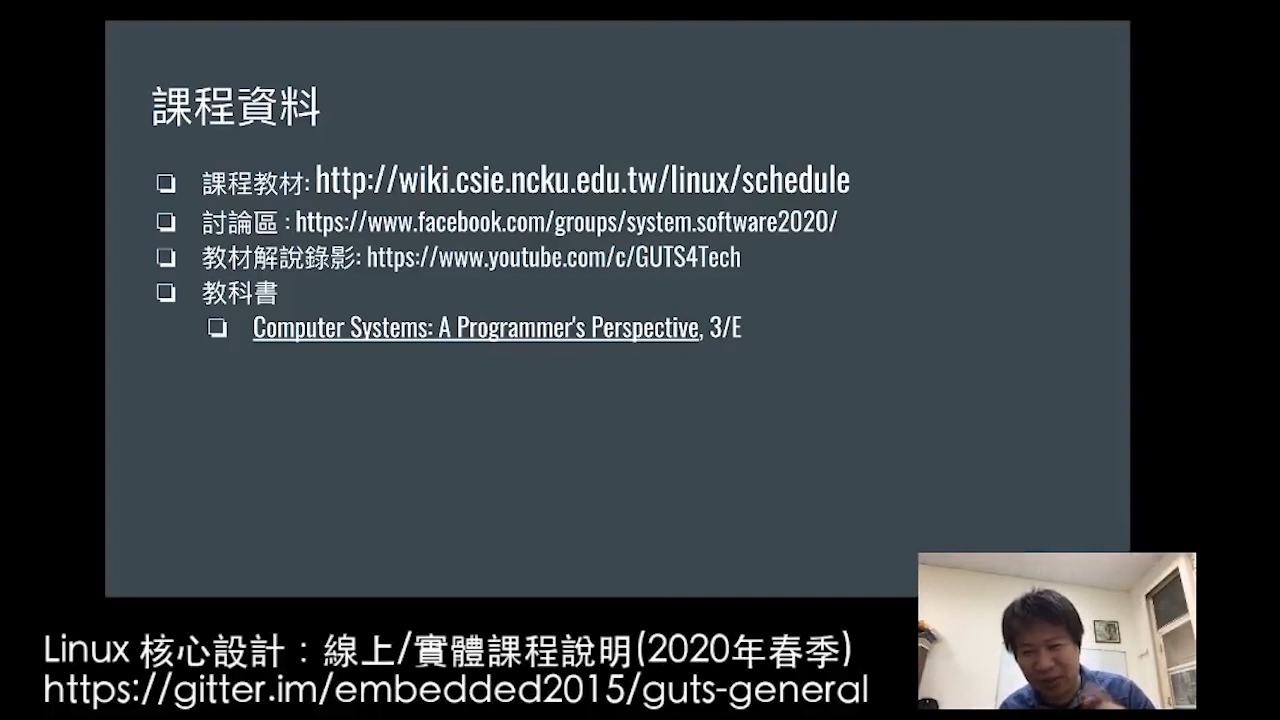 課程資料
❏ 課程教材: http://wiki.csie.ncku.edu.tw/linux/schedule
❏ 討論區 : https://www.facebook.com/groups/system.software2020/
❏ 教材解說錄影: https://www.youtube.com/c/GUTS4Tech
❏ 教科書
❏ Computer Systems: A Programmer's Perspective, 3/E
Linux 核心設計：線上/實體課程說明(2020年春季)
https://gitter.im/embedded2015/guts-general